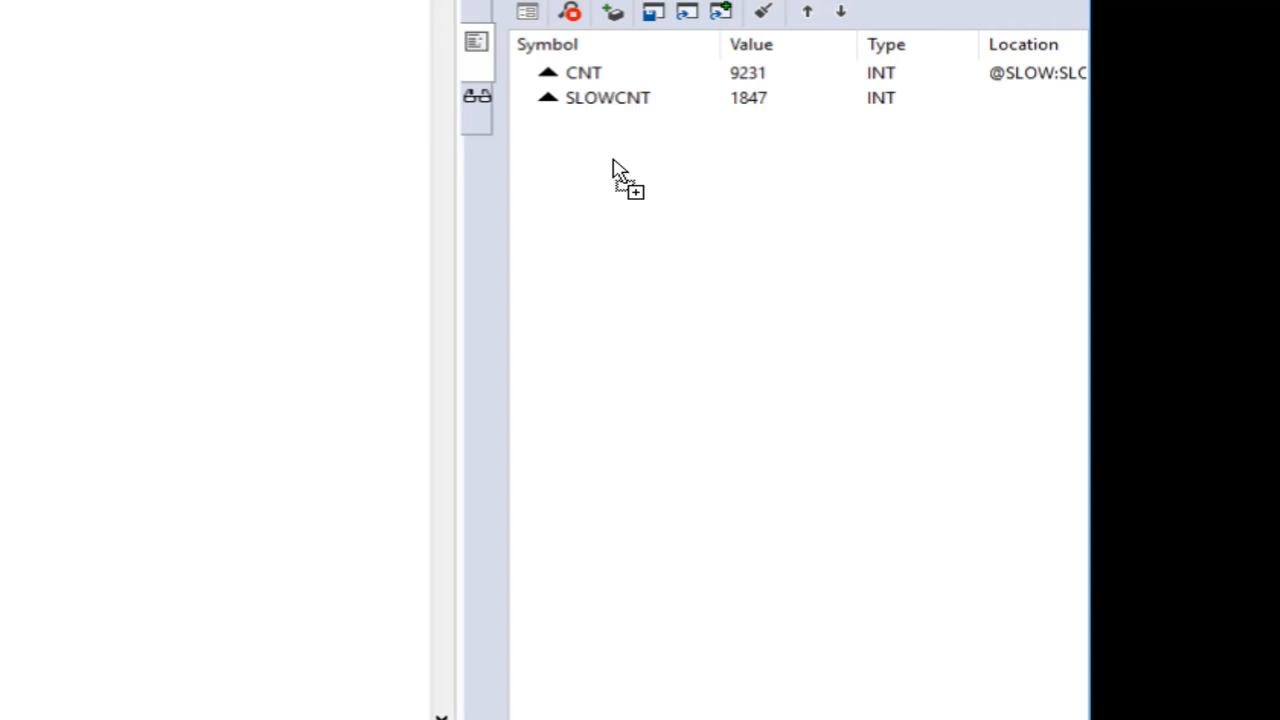 Symbol Value Type Location
CNT 9231 INT @SLOW:SLC
SLOWCNT 1847 INT